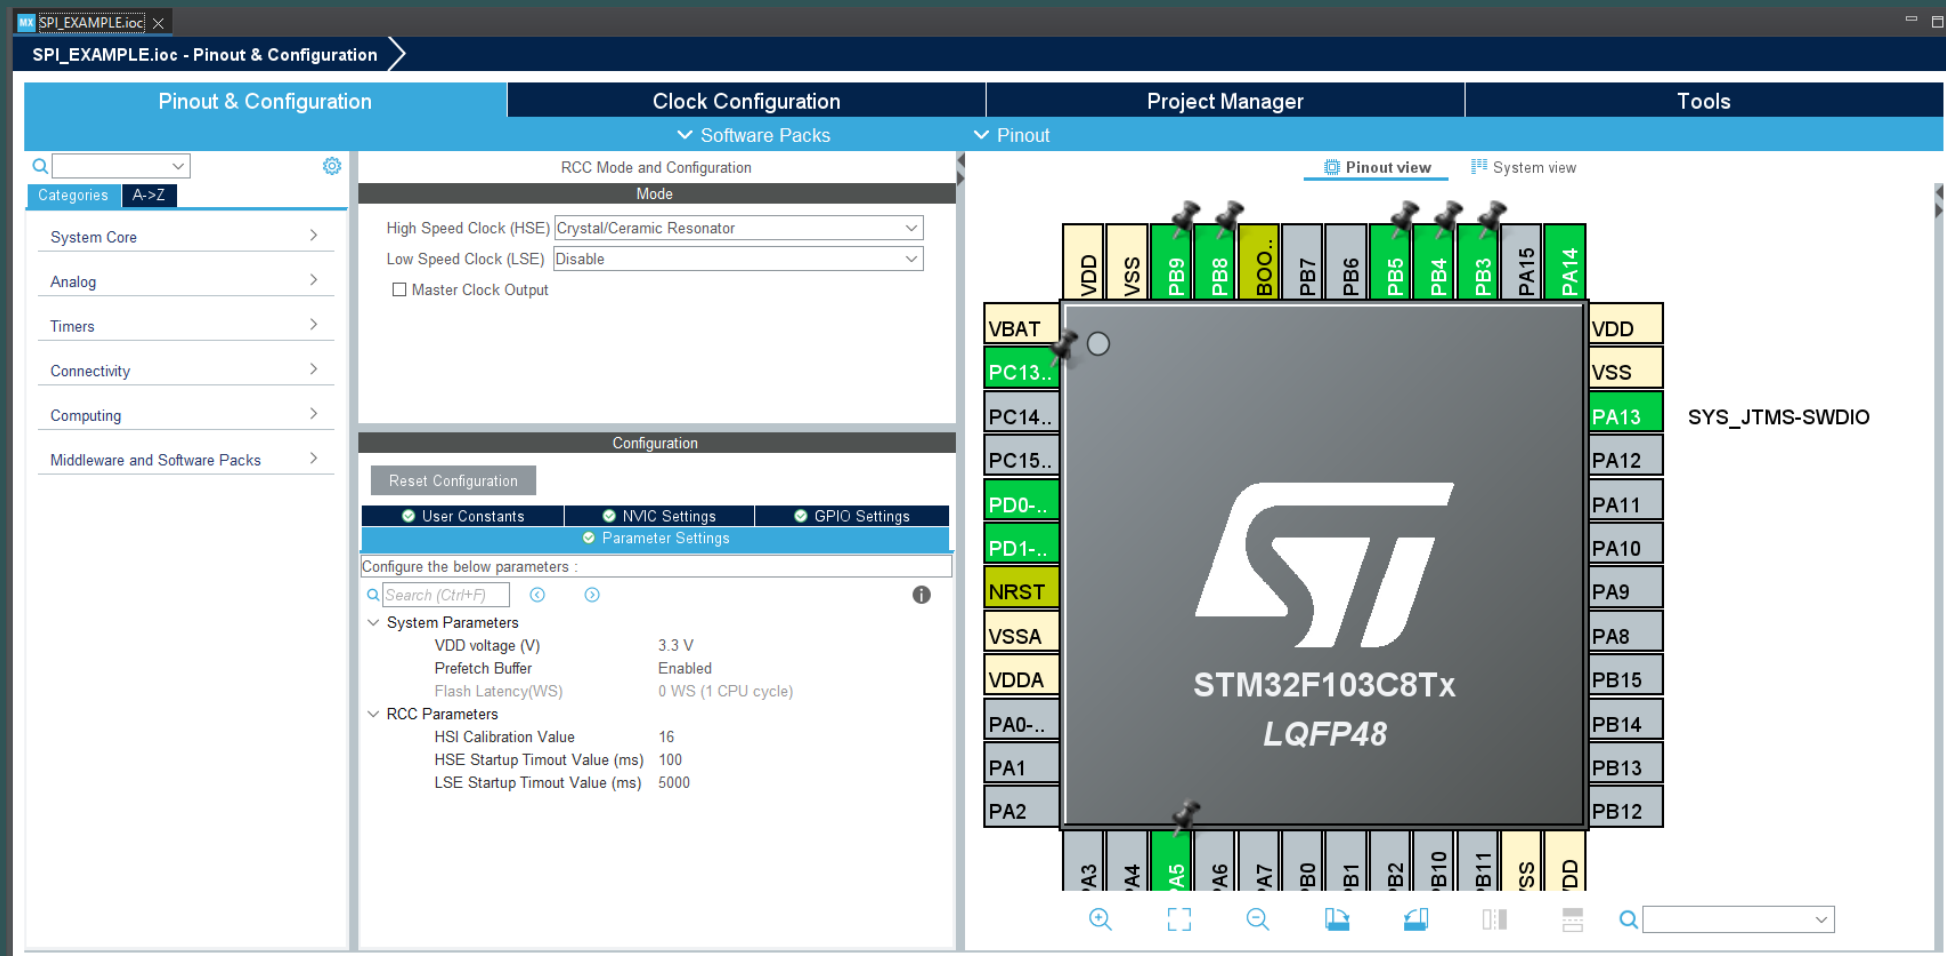 MX SPI_EXAMPLE.ioc
SPI_EXAMPLE.ioc - Pinout & Configuration
Pinout & Configuration
Clock Configuration
Project Manager
Tools
Software Packs
Pinout
Categories
A->Z
System Core
Analog
Timers
Connectivity
Computing
Middleware and Software Packs
RCC Mode and Configuration
Mode
High Speed Clock (HSE) Crystal/Ceramic Resonator
Low Speed Clock (LSE) Disable
Master Clock Output
Configuration
Reset Configuration
User Constants
NVIC Settings
GPIO Settings
Parameter Settings
Configure the below parameters :
Search (Ctrl+F)
System Parameters
VDD voltage (V) 3.3 V
Prefetch Buffer Enabled
Flash Latency(WS) 0 WS (1 CPU cycle)
RCC Parameters
HSI Calibration Value 16
HSE Startup Timout Value (ms) 100
LSE Startup Timout Value (ms) 5000
Pinout view
System view
VDD
VSS
PB9
PB8
BOO..
PB7
PB6
PB5
PB4
PB3
PA15
PA14
VBAT
PC13..
PC14..
PC15..
PD0-..
PD1-..
NRST
VSSA
VDDA
PA0-..
PA1
PA2
ST
STM32F103C8Tx
LQFP48
VDD
VSS
PA13 SYS_JTMS-SWDIO
PA12
PA11
PA10
PA9
PA8
PB15
PB14
PB13
PB12
PA3
PA4
PA5
PA6
PA7
PB0
PB1
PB2
PB10
PB11
VSS
VDD